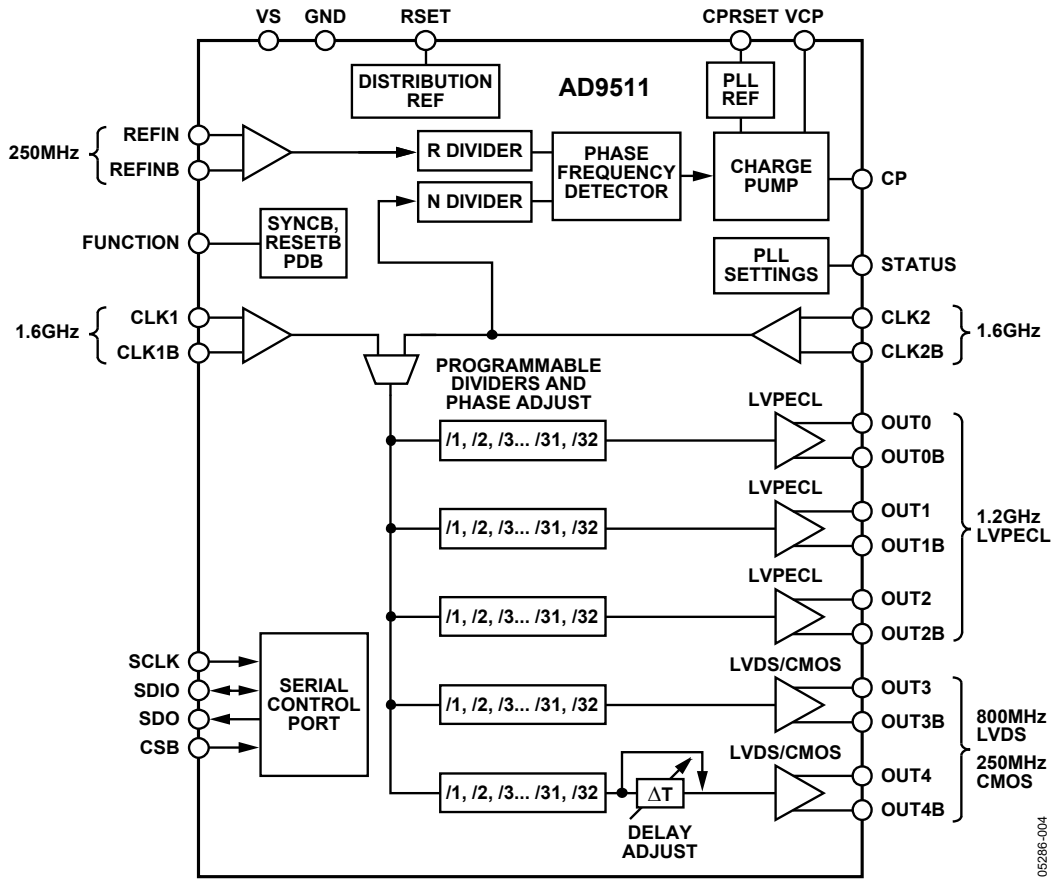 VS
GND
RSET
CPRSET
VCP
DISTRIBUTION
REF
AD9511
PLL
REF
250MHz
REFIN
REFINB
R DIVIDER
N DIVIDER
PHASE
FREQUENCY
DETECTOR
CHARGE
PUMP
CP
FUNCTION
SYNCB,
RESETB
PDB
PLL
SETTINGS
STATUS
1.6GHz
CLK1
CLK1B
CLK2
CLK2B
1.6GHz
PROGRAMMABLE
DIVIDERS AND
PHASE ADJUST
/1, /2, /3... /31, /32
LVPECL
OUT0
OUT0B
/1, /2, /3... /31, /32
LVPECL
OUT1
OUT1B
1.2GHz
LVPECL
/1, /2, /3... /31, /32
LVPECL
OUT2
OUT2B
SCLK
SDIO
SDO
CSB
SERIAL
CONTROL
PORT
/1, /2, /3... /31, /32
LVDS/CMOS
OUT3
OUT3B
800MHz
LVDS
250MHz
CMOS
/1, /2, /3... /31, /32
ΔT
LVDS/CMOS
OUT4
OUT4B
DELAY
ADJUST
05286-004